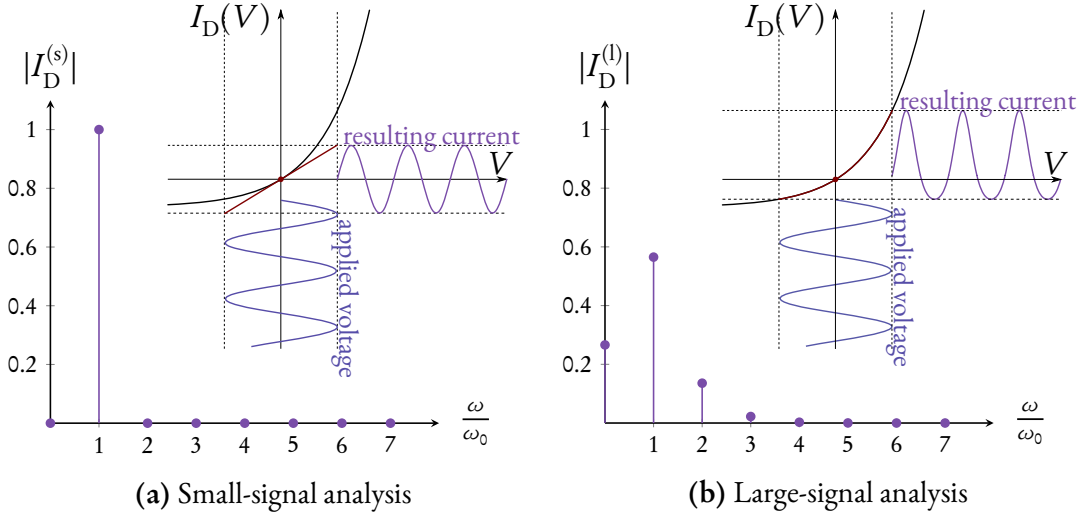 I_D(V)
|I_D^(s)|
1
0.8
0.6
0.4
0.2
resulting current
V
applied voltage
1 2 3 4 5 6 7
ω/ω₀
(a) Small-signal analysis
I_D(V)
|I_D^(l)|
1
0.8
0.6
0.4
0.2
resulting current
V
applied voltage
1 2 3 4 5 6 7
ω/ω₀
(b) Large-signal analysis